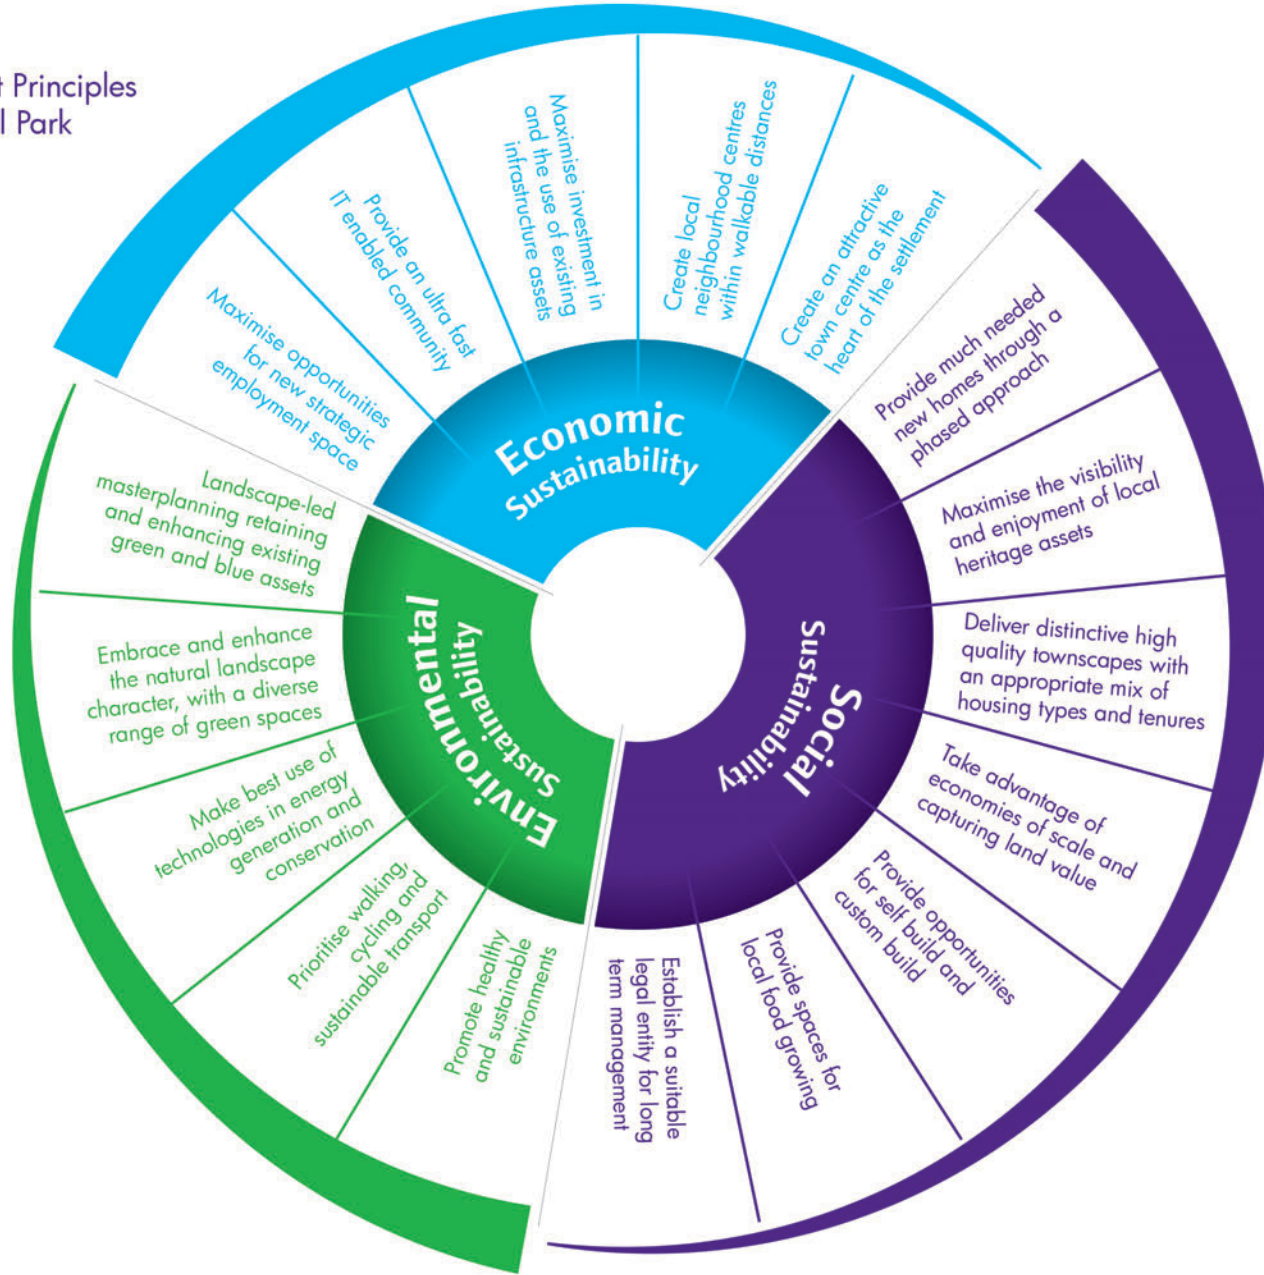 t Principles
l Park
Economic
Sustainability
Maximise opportunities
for new strategic
employment space
Provide an ultra fast
IT enabled community
Maximise investment in
and the use of existing
infrastructure assets
Create local
neighbourhood centres
within walkable distances
Create an attractive
town centre as the
heart of the settlement
Social
Sustainability
Provide much needed
new homes through a
phased approach
Maximise the visibility
and enjoyment of local
heritage assets
Deliver distinctive high
quality townscapes with
an appropriate mix of
housing types and tenures
Take advantage of
economies of scale and
capturing land value
Provide opportunities
for self build and
custom build
Provide spaces for
local food growing
Establish a suitable
legal entity for long
term management
Environmental
Sustainability
Promote healthy
and sustainable
environments
Prioritise walking,
cycling and
sustainable transport
Make best use of
technologies in energy
generation and
conservation
Embrace and enhance
the natural landscape
character, with a diverse
range of green spaces
Landscape-led
masterplanning retaining
and enhancing existing
green and blue assets